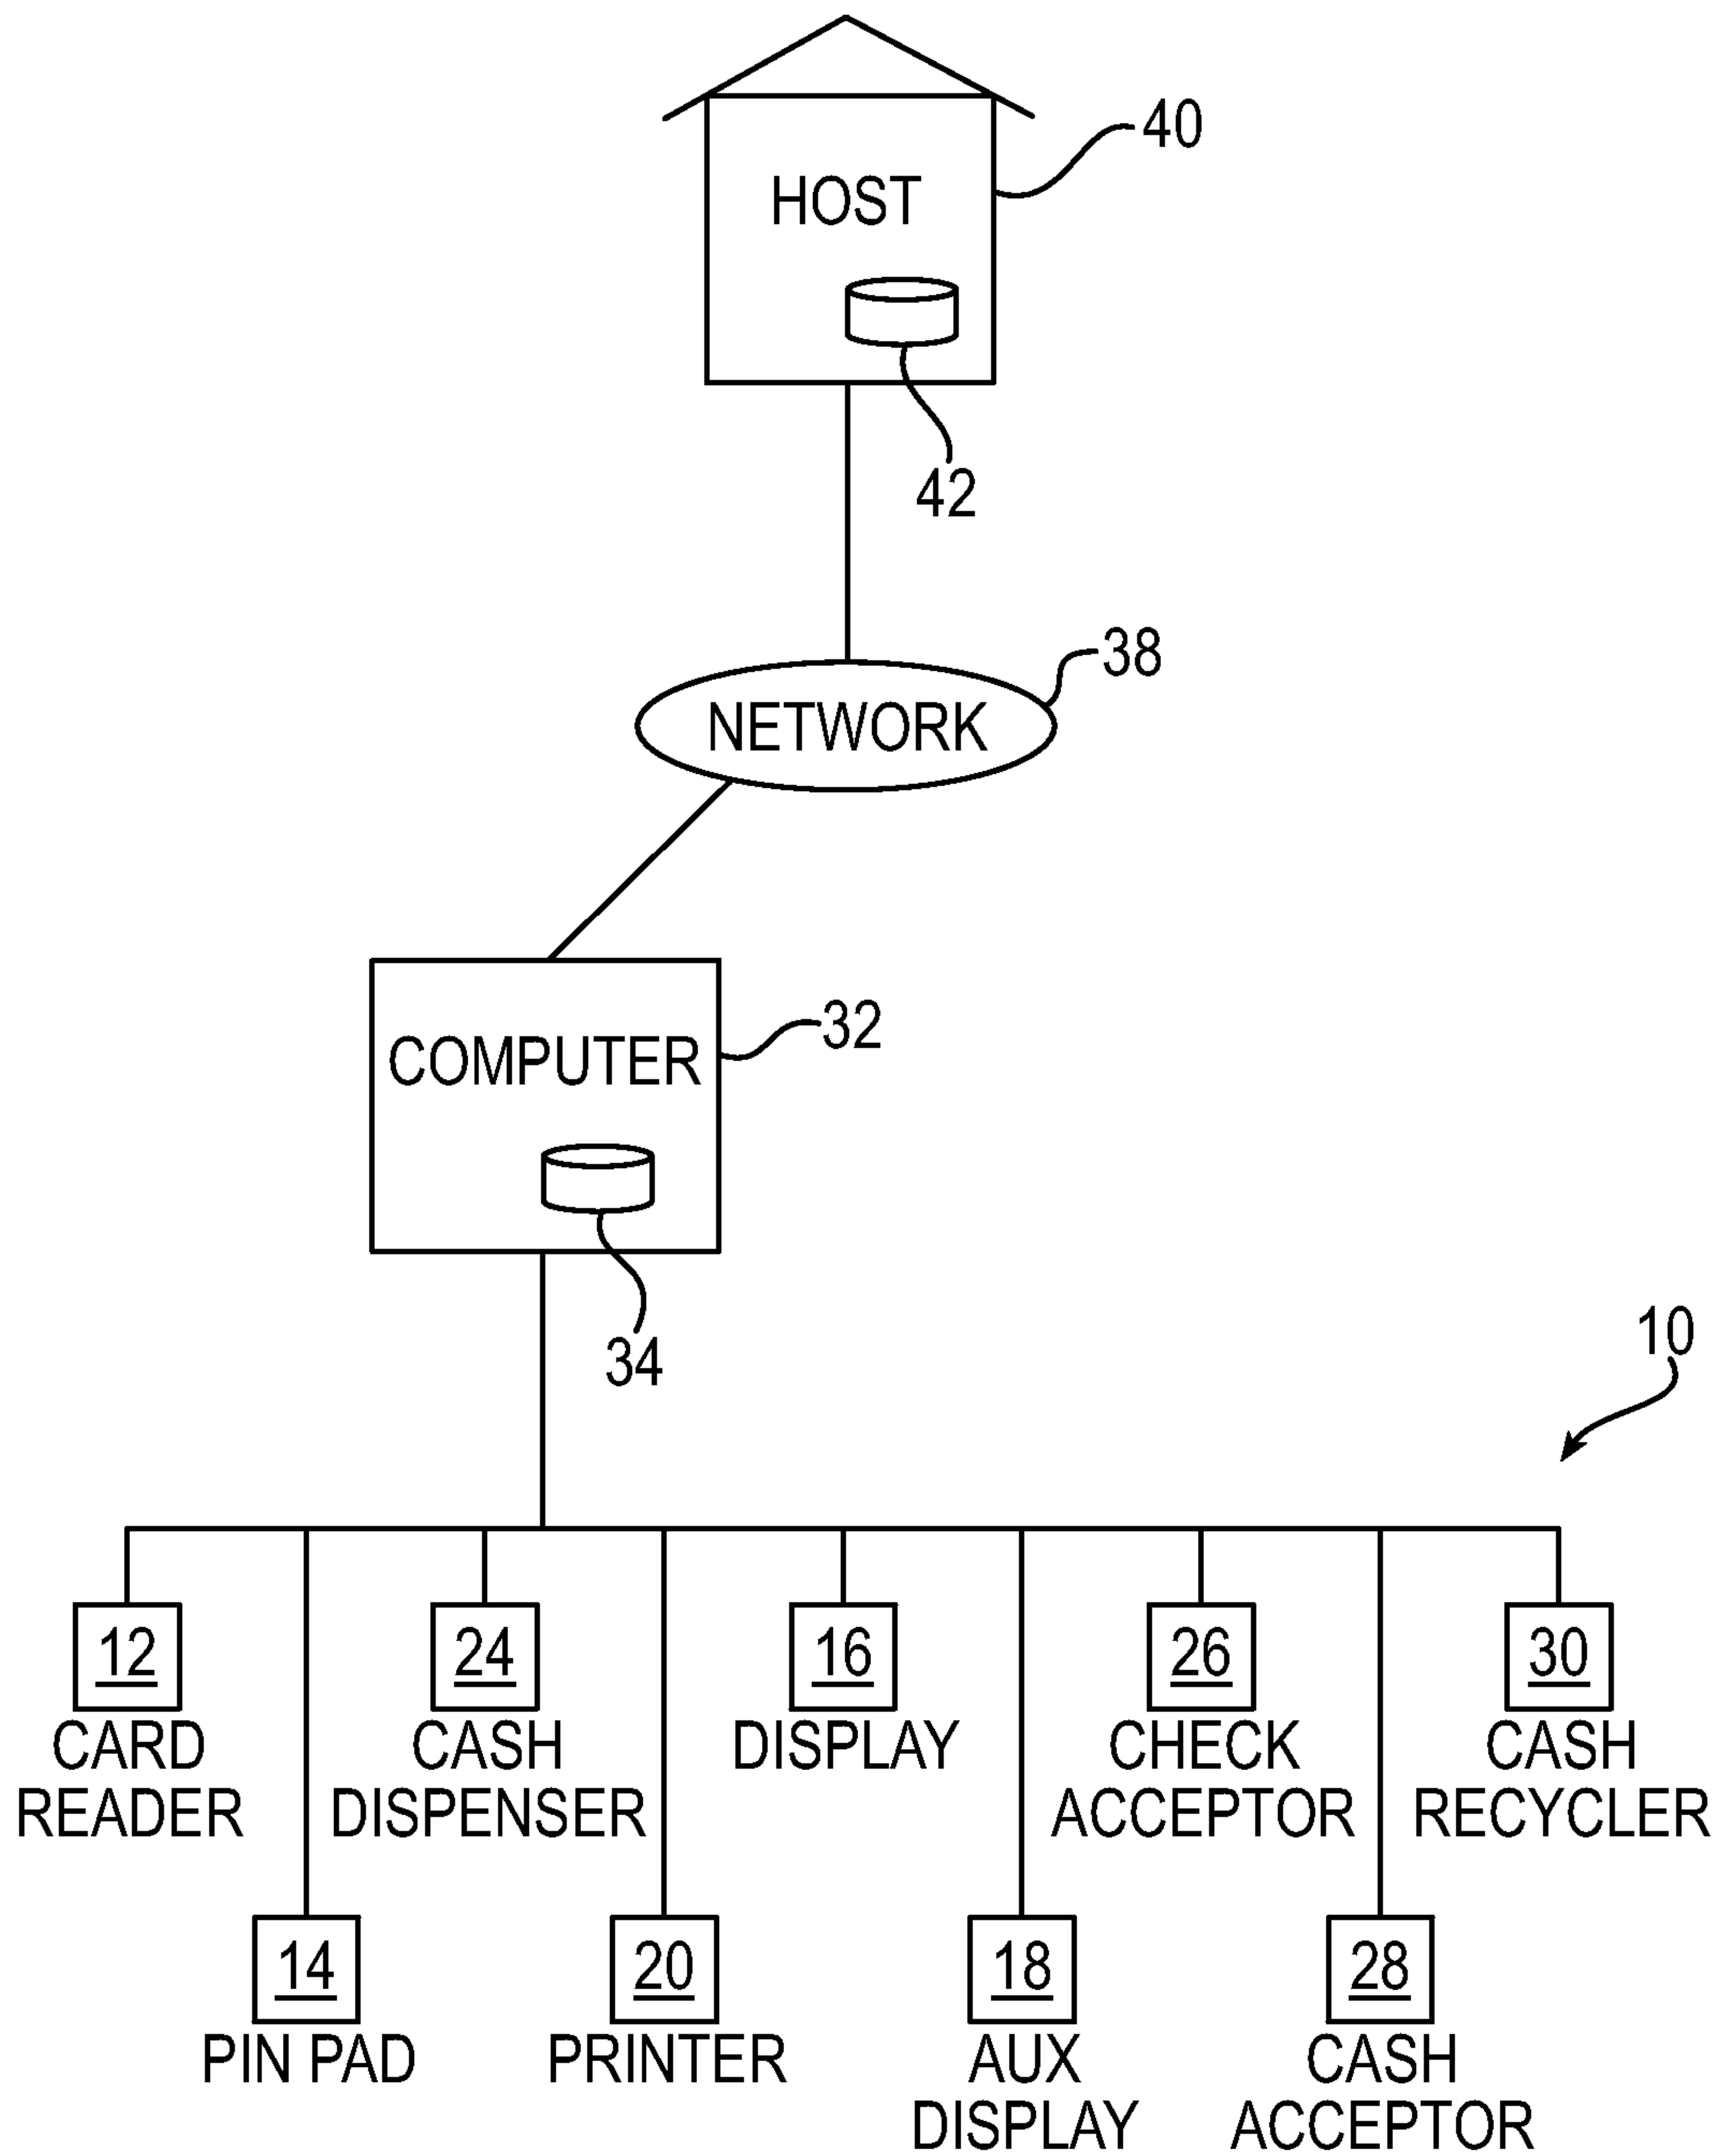 40
HOST
42
38
NETWORK
32
COMPUTER
34
10
12 24 16 26 30
CARD READER
CASH DISPENSER
DISPLAY
CHECK ACCEPTOR
CASH RECYCLER
14 20 18 28
PIN PAD
PRINTER
AUX DISPLAY
CASH ACCEPTOR